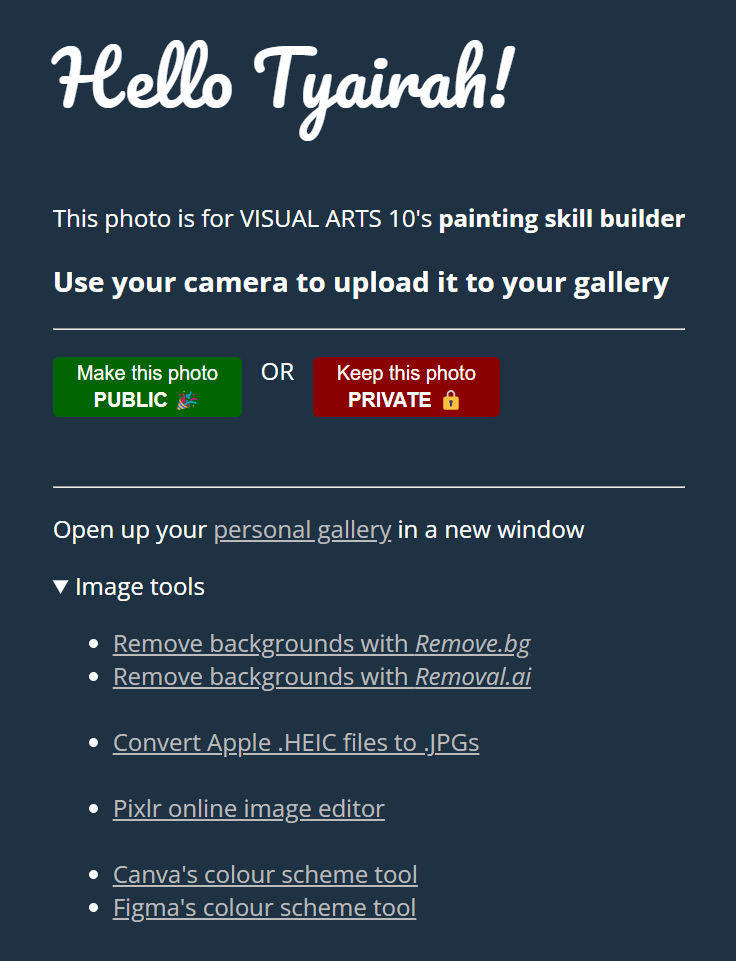 Hello Tyairah!
This photo is for VISUAL ARTS 10's painting skill builder
Use your camera to upload it to your gallery
Make this photo
PUBLIC 🎉
OR
Keep this photo
PRIVATE 🔒
Open up your personal gallery in a new window
▼ Image tools
• Remove backgrounds with Remove.bg
• Remove backgrounds with Removal.ai
• Convert Apple .HEIC files to .JPGs
• Pixlr online image editor
• Canva's colour scheme tool
• Figma's colour scheme tool